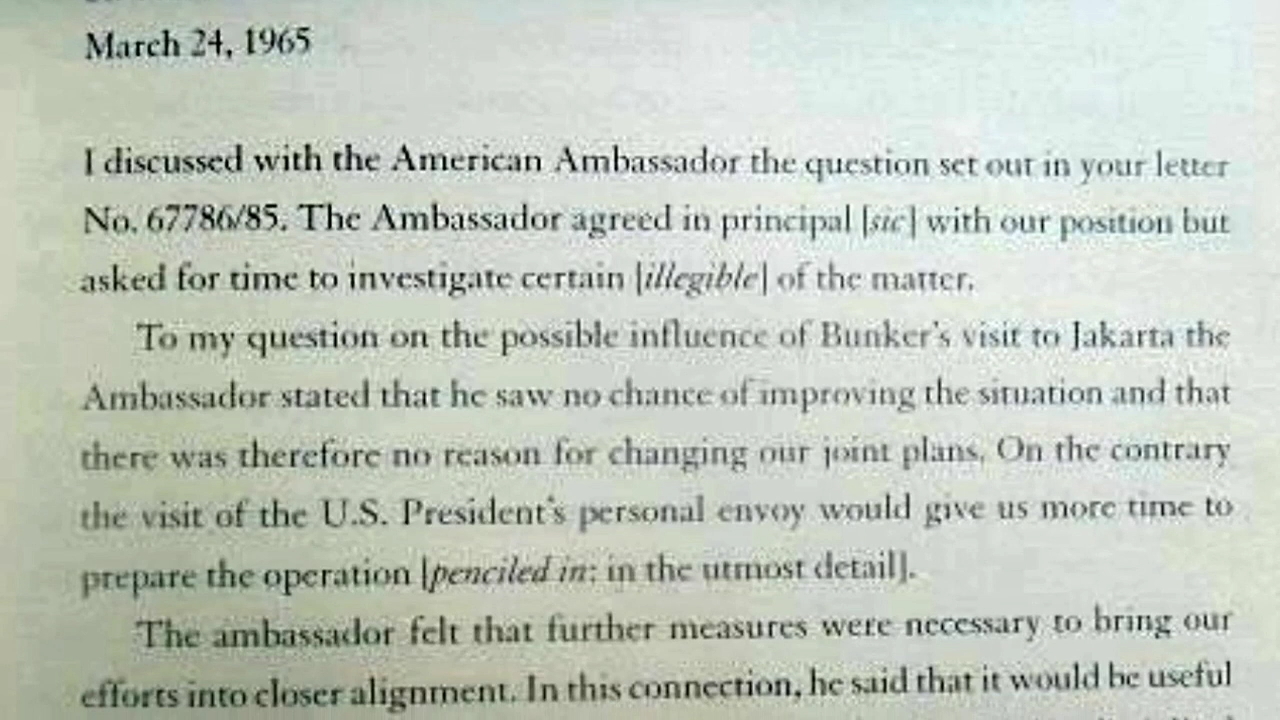 March 24, 1965
I discussed with the American Ambassador the question set out in your letter
No. 67786/85. The Ambassador agreed in principal [sic] with our position but
asked for time to investigate certain [illegible] of the matter.
To my question on the possible influence of Bunker's visit to Jakarta the
Ambassador stated that he saw no chance of improving the situation and that
there was therefore no reason for changing our joint plans. On the contrary
the visit of the U.S. President's personal envoy would give us more time to
prepare the operation [penciled in: in the utmost detail].
The ambassador felt that further measures were necessary to bring our
efforts into closer alignment. In this connection, he said that it would be useful